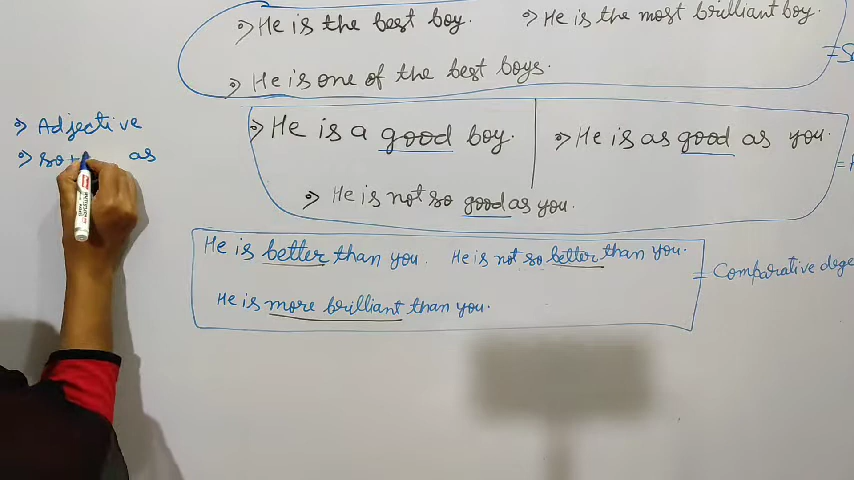 → He is the best boy. → He is the most brilliant boy.
→ He is one of the best boys.
→ Adjective
→ so + as
→ He is a good boy. → He is as good as you.
→ He is not so good as you.
He is better than you. He is not so better than you.
He is more brilliant than you.
= Comparative dege